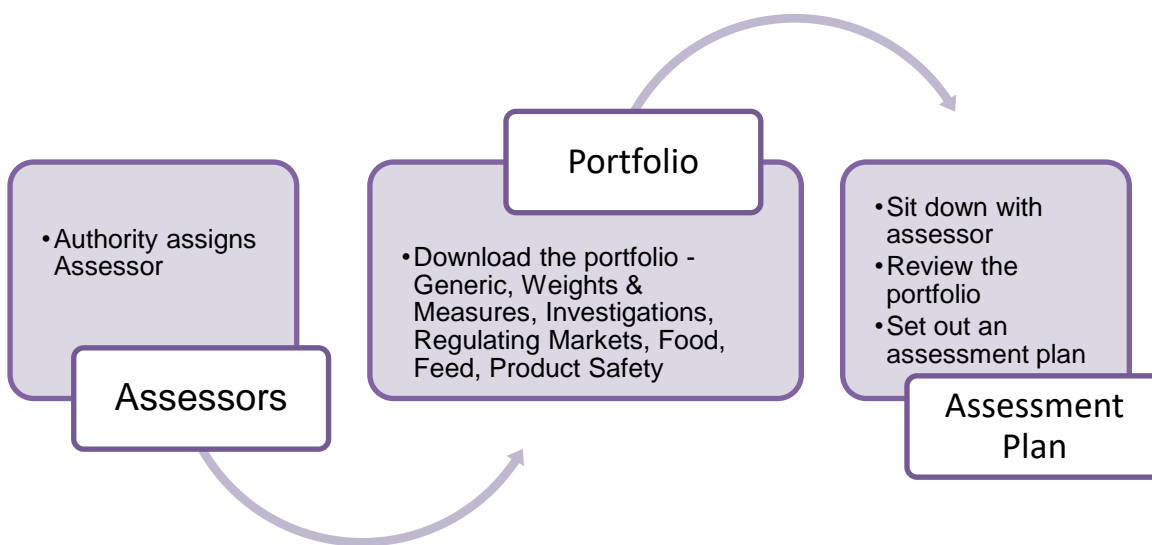 •Authority assigns
Assessor
Assessors
Portfolio
•Download the portfolio -
Generic, Weights &
Measures, Investigations,
Regulating Markets, Food,
Feed, Product Safety
•Sit down with
assessor
•Review the
portfolio
•Set out an
assessment plan
Assessment
Plan